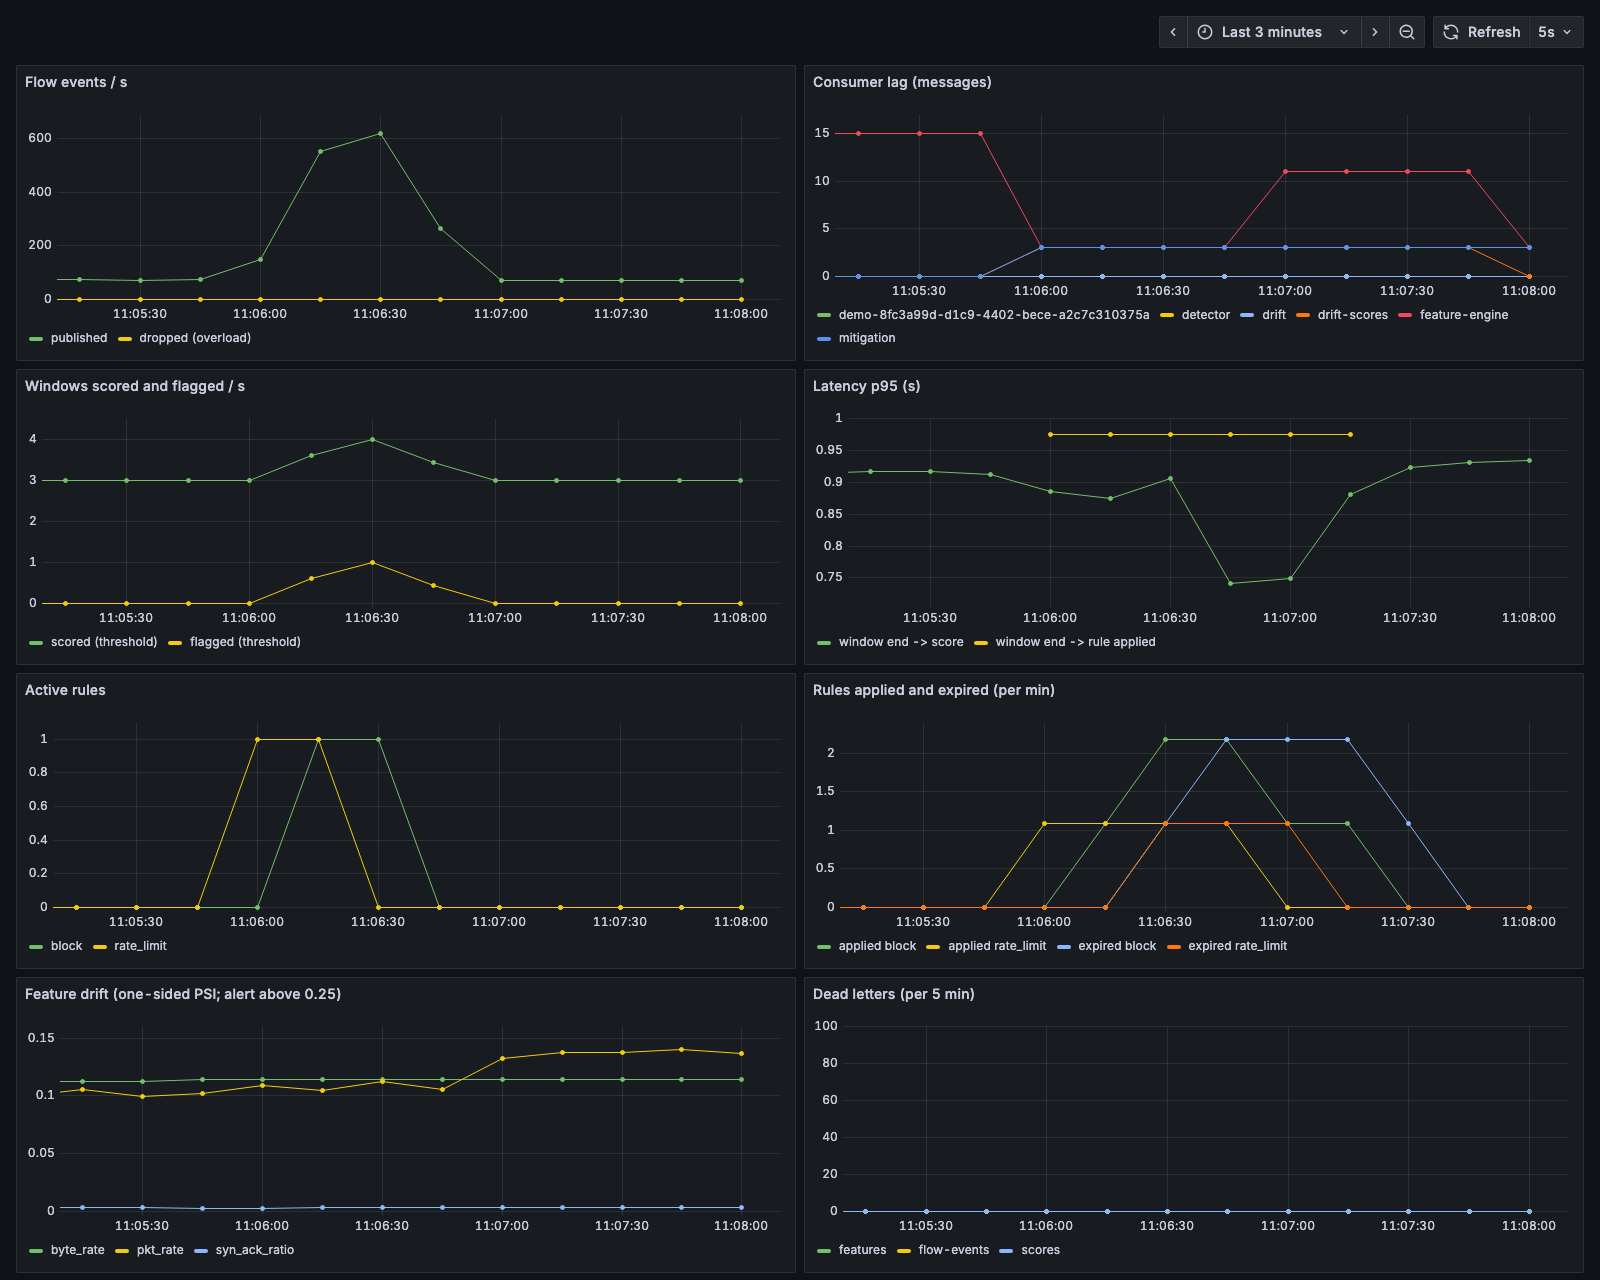 Last 3 minutes Refresh 5s
Flow events / s
600
400
200
0
11:05:30 11:06:00 11:06:30 11:07:00 11:07:30 11:08:00
published dropped (overload)
Consumer lag (messages)
15
10
5
0
11:05:30 11:06:00 11:06:30 11:07:00 11:07:30 11:08:00
demo-8fc3a99d-d1c9-4402-bece-a2c7c310375a detector drift drift-scores feature-engine
mitigation
Windows scored and flagged / s
4
3
2
1
0
11:05:30 11:06:00 11:06:30 11:07:00 11:07:30 11:08:00
scored (threshold) flagged (threshold)
Latency p95 (s)
1
0.95
0.9
0.85
0.8
0.75
11:05:30 11:06:00 11:06:30 11:07:00 11:07:30 11:08:00
window end -> score window end -> rule applied
Active rules
1
0.8
0.6
0.4
0.2
0
11:05:30 11:06:00 11:06:30 11:07:00 11:07:30 11:08:00
block rate_limit
Rules applied and expired (per min)
2
1.5
1
0.5
0
11:05:30 11:06:00 11:06:30 11:07:00 11:07:30 11:08:00
applied block applied rate_limit expired block expired rate_limit
Feature drift (one-sided PSI; alert above 0.25)
0.15
0.1
0.05
0
11:05:30 11:06:00 11:06:30 11:07:00 11:07:30 11:08:00
byte_rate pkt_rate syn_ack_ratio
Dead letters (per 5 min)
100
80
60
40
20
0
11:05:30 11:06:00 11:06:30 11:07:00 11:07:30 11:08:00
features flow-events scores